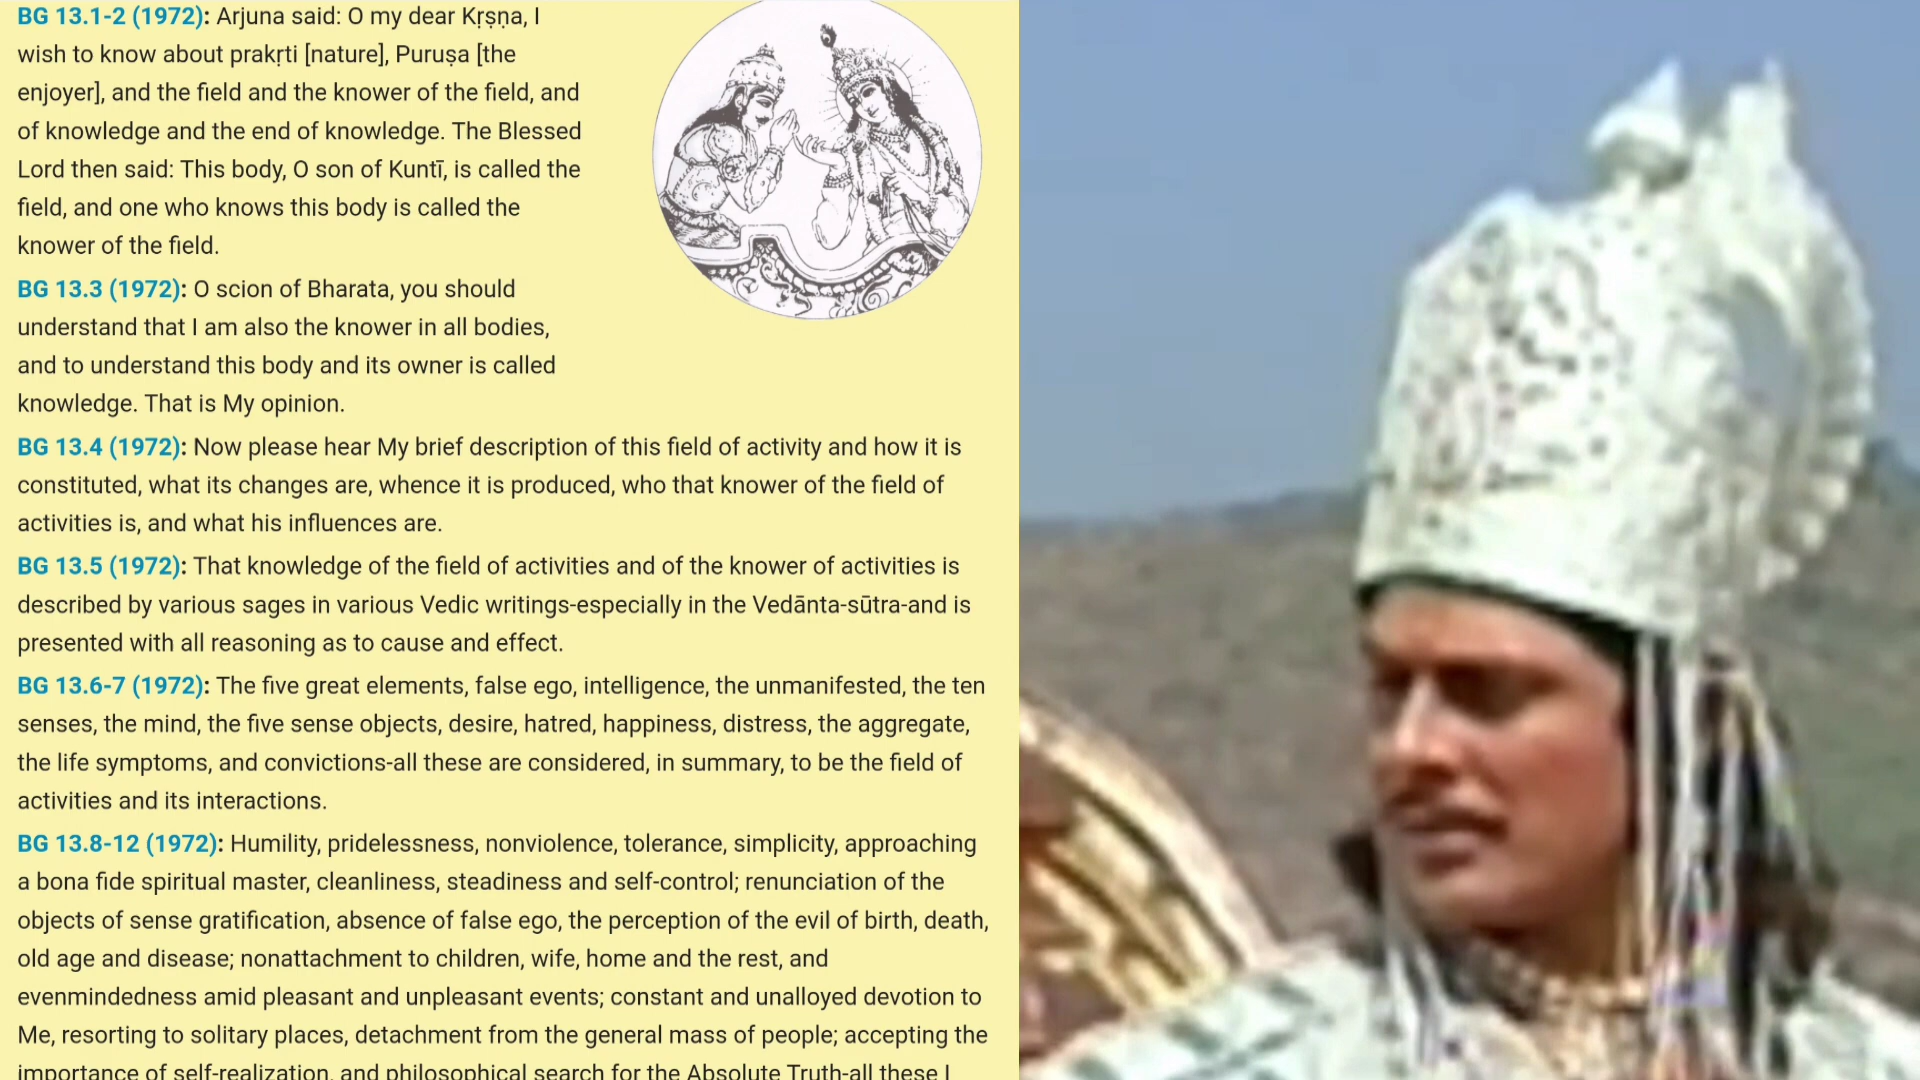 BG 13.1-2 (1972): Arjuna said: O my dear Kṛṣṇa, I
wish to know about prakṛti [nature], Puruṣa [the
enjoyer], and the field and the knower of the field, and
of knowledge and the end of knowledge. The Blessed
Lord then said: This body, O son of Kuntī, is called the
field, and one who knows this body is called the
knower of the field.
BG 13.3 (1972): O scion of Bharata, you should
understand that I am also the knower in all bodies,
and to understand this body and its owner is called
knowledge. That is My opinion.
BG 13.4 (1972): Now please hear My brief description of this field of activity and how it is
constituted, what its changes are, whence it is produced, who that knower of the field of
activities is, and what his influences are.
BG 13.5 (1972): That knowledge of the field of activities and of the knower of activities is
described by various sages in various Vedic writings-especially in the Vedānta-sūtra-and is
presented with all reasoning as to cause and effect.
BG 13.6-7 (1972): The five great elements, false ego, intelligence, the unmanifested, the ten
senses, the mind, the five sense objects, desire, hatred, happiness, distress, the aggregate,
the life symptoms, and convictions-all these are considered, in summary, to be the field of
activities and its interactions.
BG 13.8-12 (1972): Humility, pridelessness, nonviolence, tolerance, simplicity, approaching
a bona fide spiritual master, cleanliness, steadiness and self-control; renunciation of the
objects of sense gratification, absence of false ego, the perception of the evil of birth, death,
old age and disease; nonattachment to children, wife, home and the rest, and
evenmindedness amid pleasant and unpleasant events; constant and unalloyed devotion to
Me, resorting to solitary places, detachment from the general mass of people; accepting the
importance of self-realization, and philosophical search for the Absolute Truth-all these I